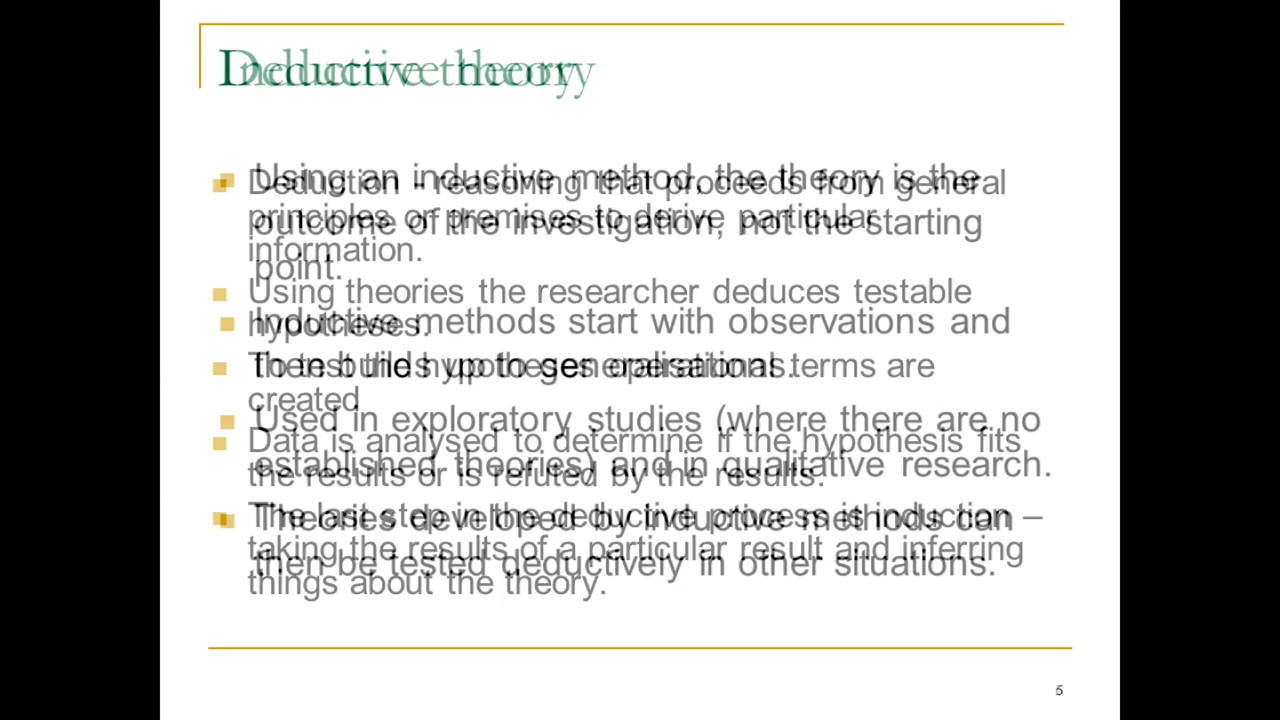 Deductive theory
Deduction - reasoning that proceeds from general
principles or premises to derive particular
information.
Using theories the researcher deduces testable
hypotheses.
To test the hypotheses operational terms are
created
Data is analysed to determine if the hypothesis fits
the results or is refuted by the results.
The last step in the deductive process is induction –
taking the results of a particular result and inferring
things about the theory.
Inductive theory
Using an inductive method, the theory is the
outcome of the investigation, not the starting
point.
Inductive methods start with observations and
then builds up to generalisations.
Used in exploratory studies (where there are no
established theories) and in qualitative research.
Theories developed by inductive methods can
then be tested deductively in other situations.
5